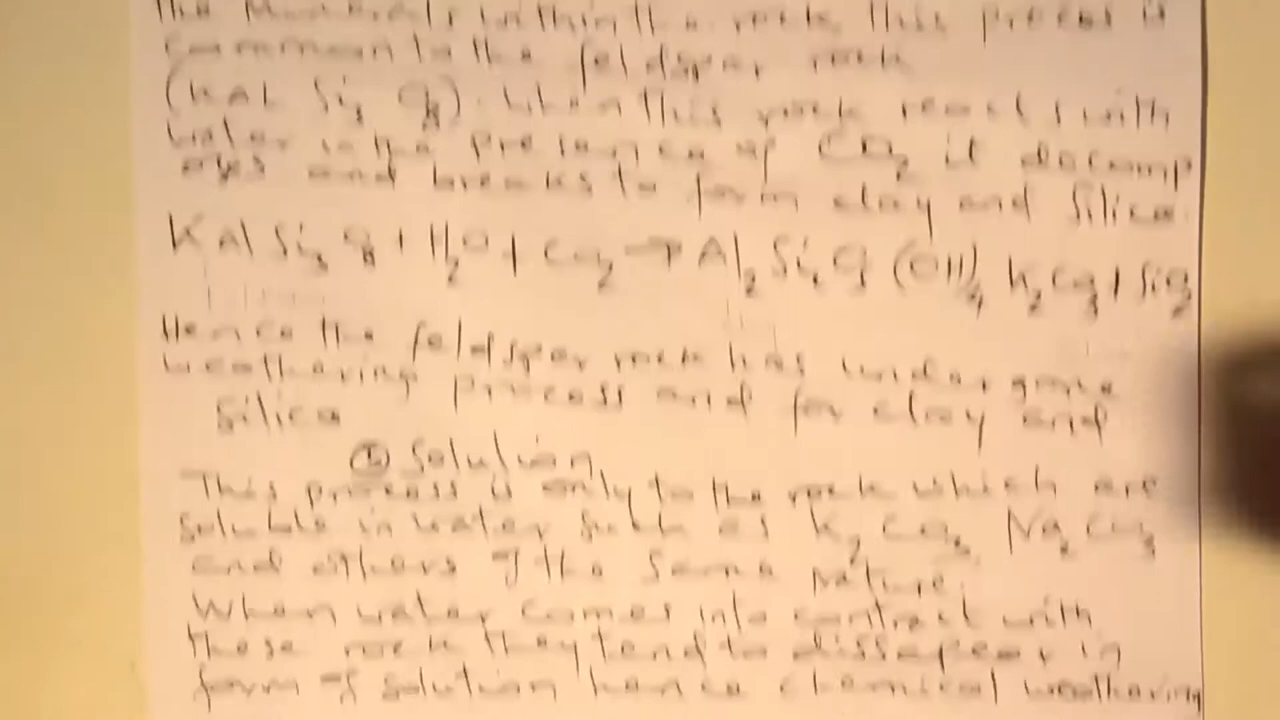 the Minerals within the rock this process is
common to the feldspar rock
(KAL Si3 O8). When this rock reacts with
water in the presence of CO2 it decomp
oses and breaks to form clay and Silica.
KAlSi3O8 + H2O + CO2 → Al2Si2O5(OH)4 K2CO3 + SiO2
Hence the feldspar rock has undergone
weathering process and for clay and
Silica
Solution
This process is only to the rock which are
soluble in water such as K2CO3 Na2CO3
and others of the same nature.
When water comes into contract with
these rock they tend to dissapear in
form of solution hence chemical weathering